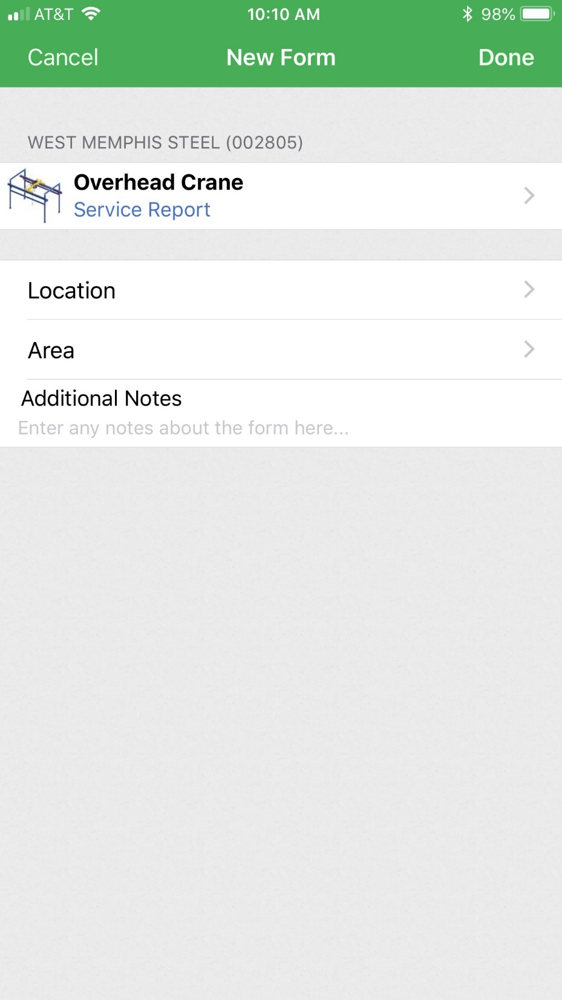 AT&T 10:10 AM 98%
Cancel New Form Done
WEST MEMPHIS STEEL (002805)
Overhead Crane
Service Report
Location
Area
Additional Notes
Enter any notes about the form here...